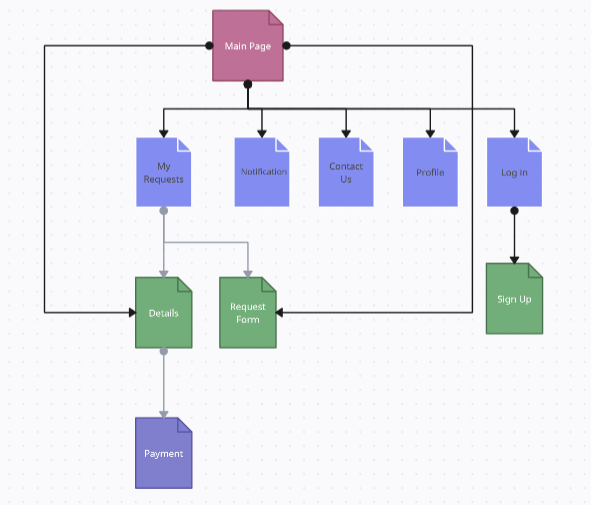 Main Page
My
Requests
Notification
Contact
Us
Profile
Log in
Details
Request
Form
Sign Up
Payment